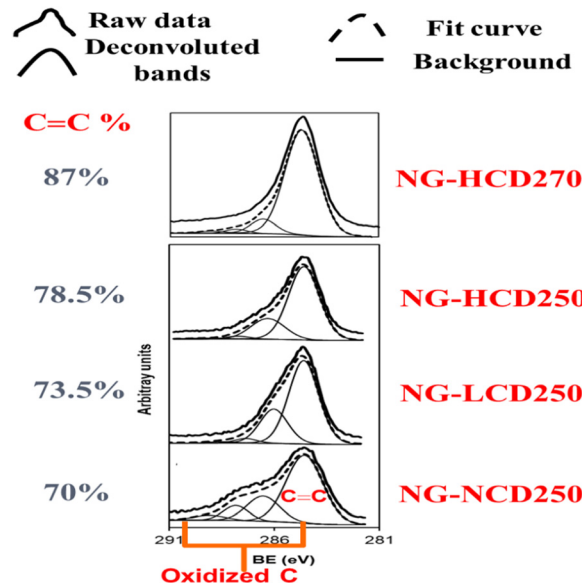 Raw data
Deconvoluted
bands
Fit curve
Background
C=C %
87%
NG-HCD270
78.5%
NG-HCD250
73.5%
NG-LCD250
70%
NG-NCD250
Arbitray units
C=C
291
286
281
BE (eV)
Oxidized C